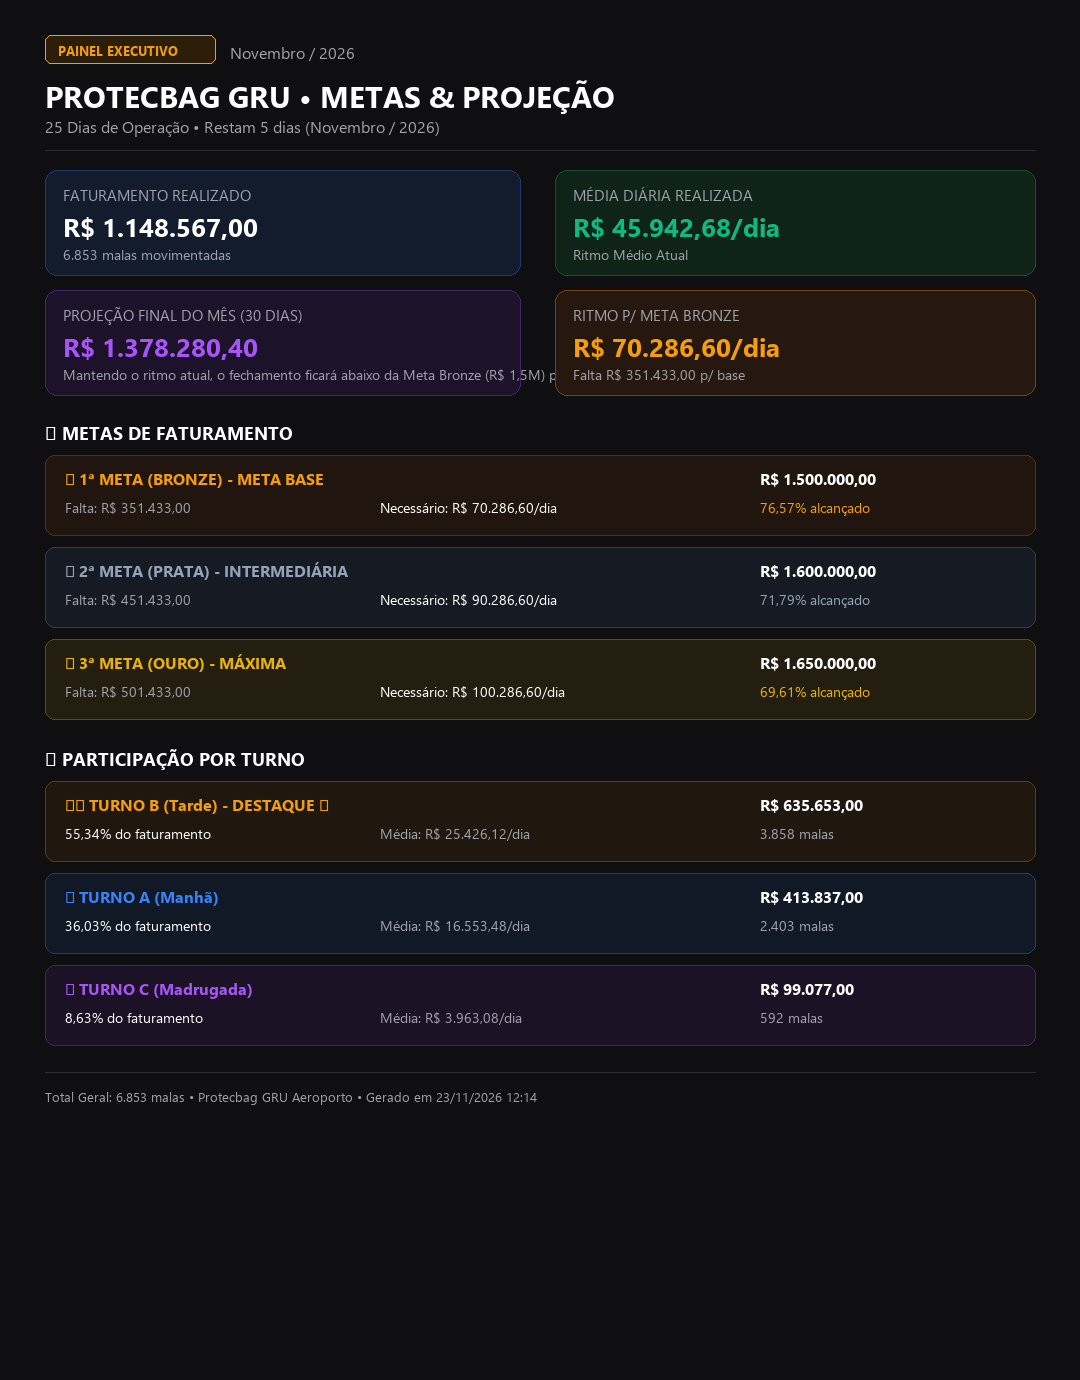 PAINEL EXECUTIVO
Novembro / 2026
PROTECBAG GRU • METAS & PROJEÇÃO
25 Dias de Operação • Restam 5 dias (Novembro / 2026)
FATURAMENTO REALIZADO
R$ 1.148.567,00
6.853 malas movimentadas
MÉDIA DIÁRIA REALIZADA
R$ 45.942,68/dia
Ritmo Médio Atual
PROJEÇÃO FINAL DO MÊS (30 DIAS)
R$ 1.378.280,40
Mantendo o ritmo atual, o fechamento ficará abaixo da Meta Bronze (R$ 1,5M) p
RITMO P/ META BRONZE
R$ 70.286,60/dia
Falta R$ 351.433,00 p/ base
METAS DE FATURAMENTO
1ª META (BRONZE) - META BASE
R$ 1.500.000,00
Falta: R$ 351.433,00
Necessário: R$ 70.286,60/dia
76,57% alcançado
2ª META (PRATA) - INTERMEDIÁRIA
R$ 1.600.000,00
Falta: R$ 451.433,00
Necessário: R$ 90.286,60/dia
71,79% alcançado
3ª META (OURO) - MÁXIMA
R$ 1.650.000,00
Falta: R$ 501.433,00
Necessário: R$ 100.286,60/dia
69,61% alcançado
PARTICIPAÇÃO POR TURNO
TURNO B (Tarde) - DESTAQUE
R$ 635.653,00
55,34% do faturamento
Média: R$ 25.426,12/dia
3.858 malas
TURNO A (Manhã)
R$ 413.837,00
36,03% do faturamento
Média: R$ 16.553,48/dia
2.403 malas
TURNO C (Madrugada)
R$ 99.077,00
8,63% do faturamento
Média: R$ 3.963,08/dia
592 malas
Total Geral: 6.853 malas • Protecbag GRU Aeroporto • Gerado em 23/11/2026 12:14